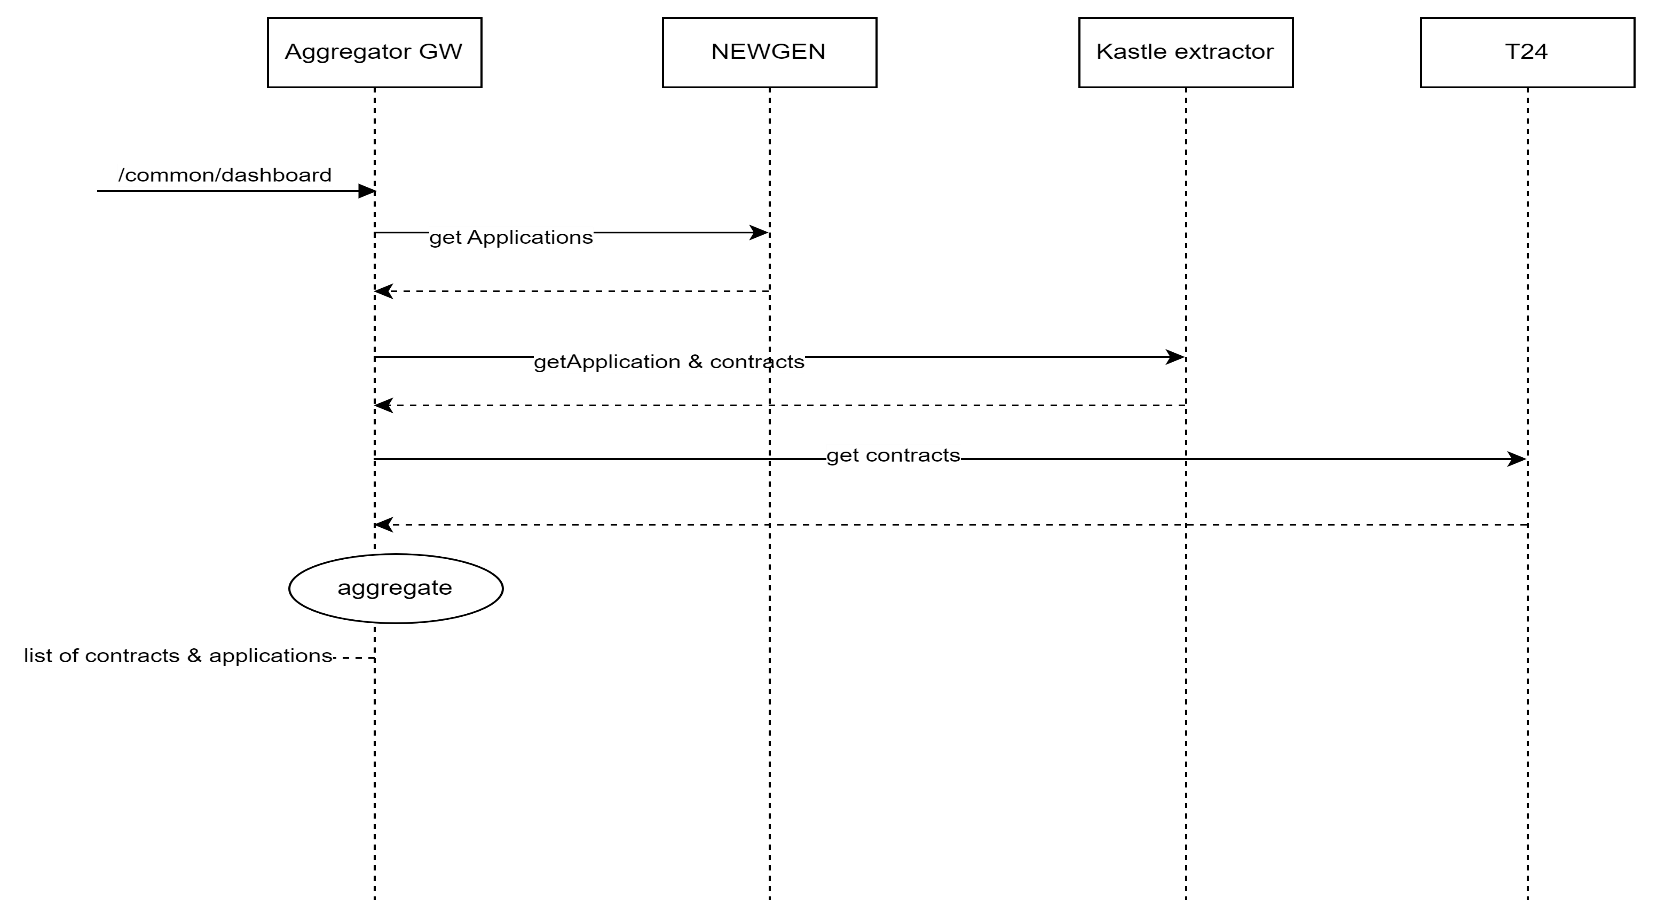 Aggregator GW
NEWGEN
Kastle extractor
T24
/common/dashboard
get Applications
getApplication & contracts
get contracts
aggregate
list of contracts & applications